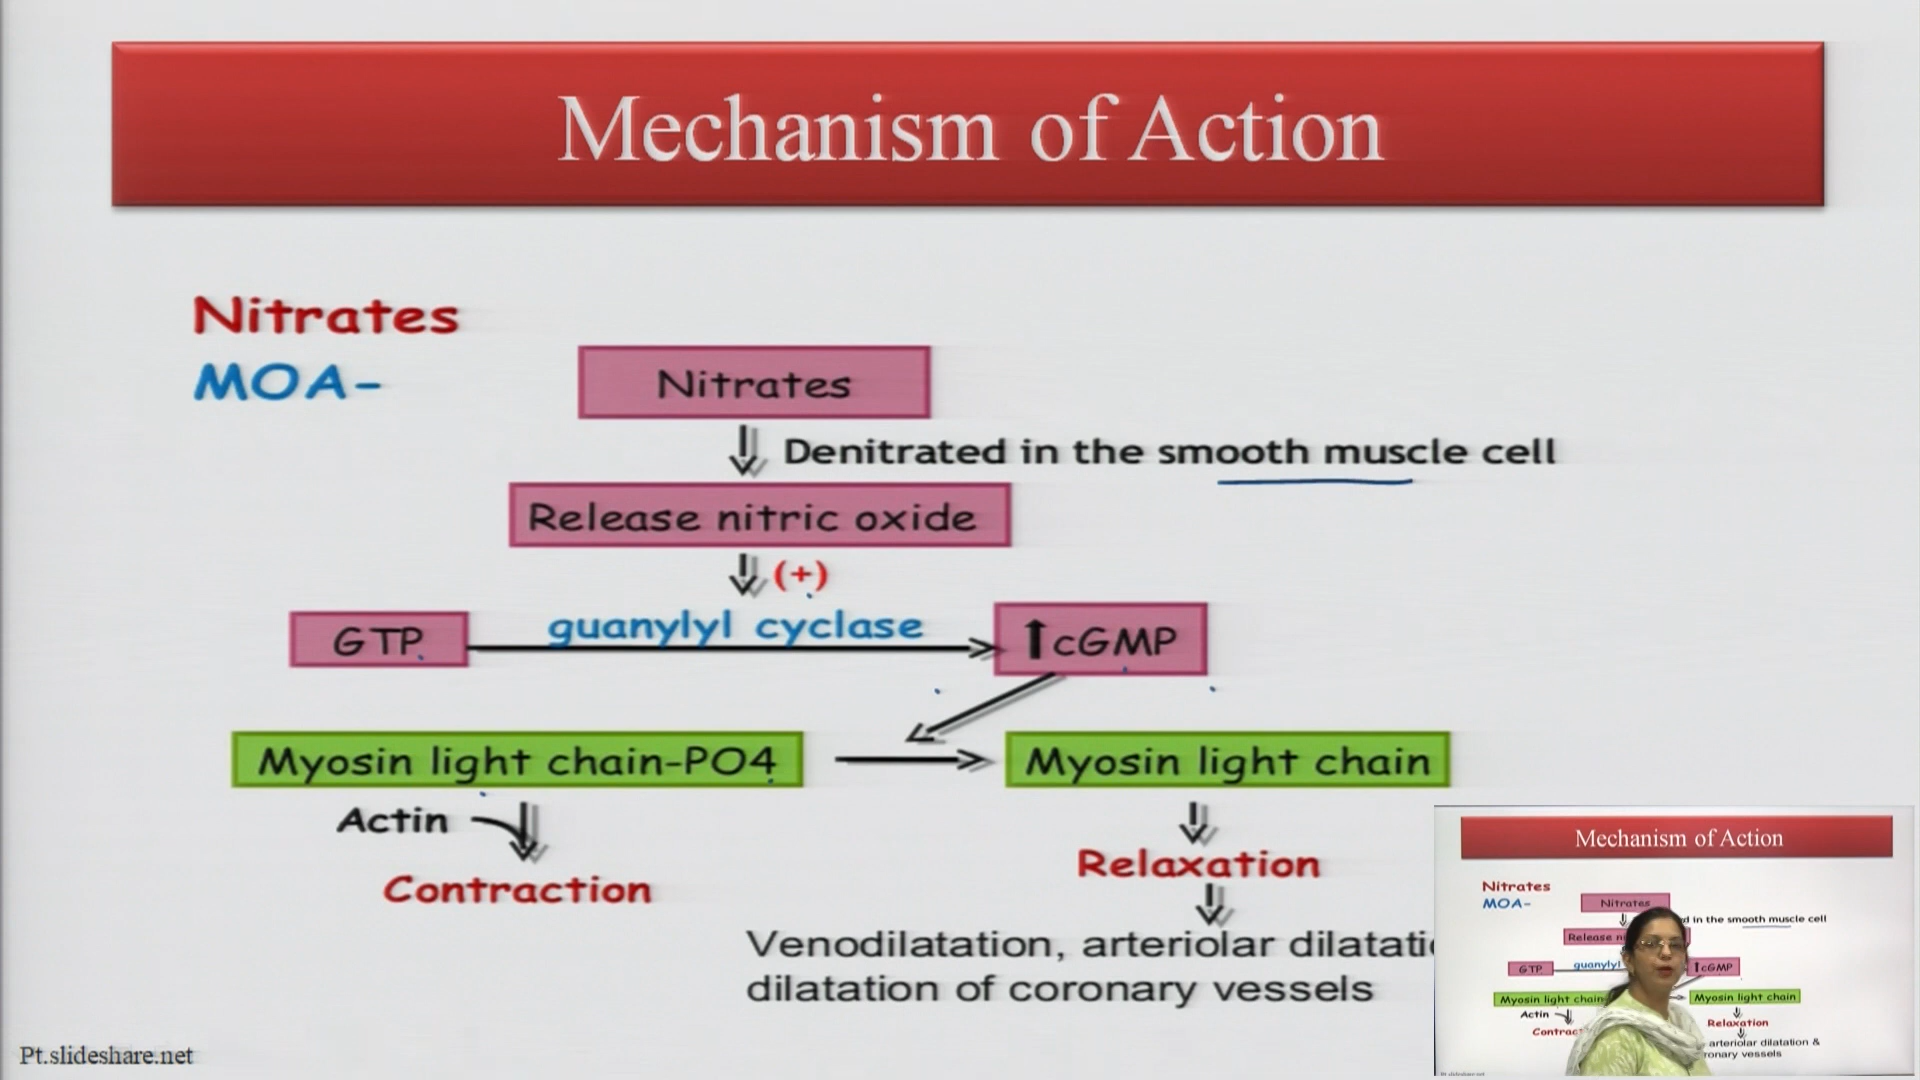 Mechanism of Action
Nitrates
MOA-
Nitrates
Denitrated in the smooth muscle cell
Release nitric oxide
(+)
GTP
guanylyl cyclase
↑cGMP
Myosin light chain-PO4
Myosin light chain
Actin
Contraction
Relaxation
Venodilatation, arteriolar dilatati
dilatation of coronary vessels
Pt.slideshare.net
Mechanism of Action
Nitrates
MOA-
Nitrates
in the smooth muscle cell
Release
GTP
guanylyl
↑cGMP
Myosin light chain
Myosin light chain
Actin
Contrac
Relaxation
arteriolar dilatation &
ronary vessels